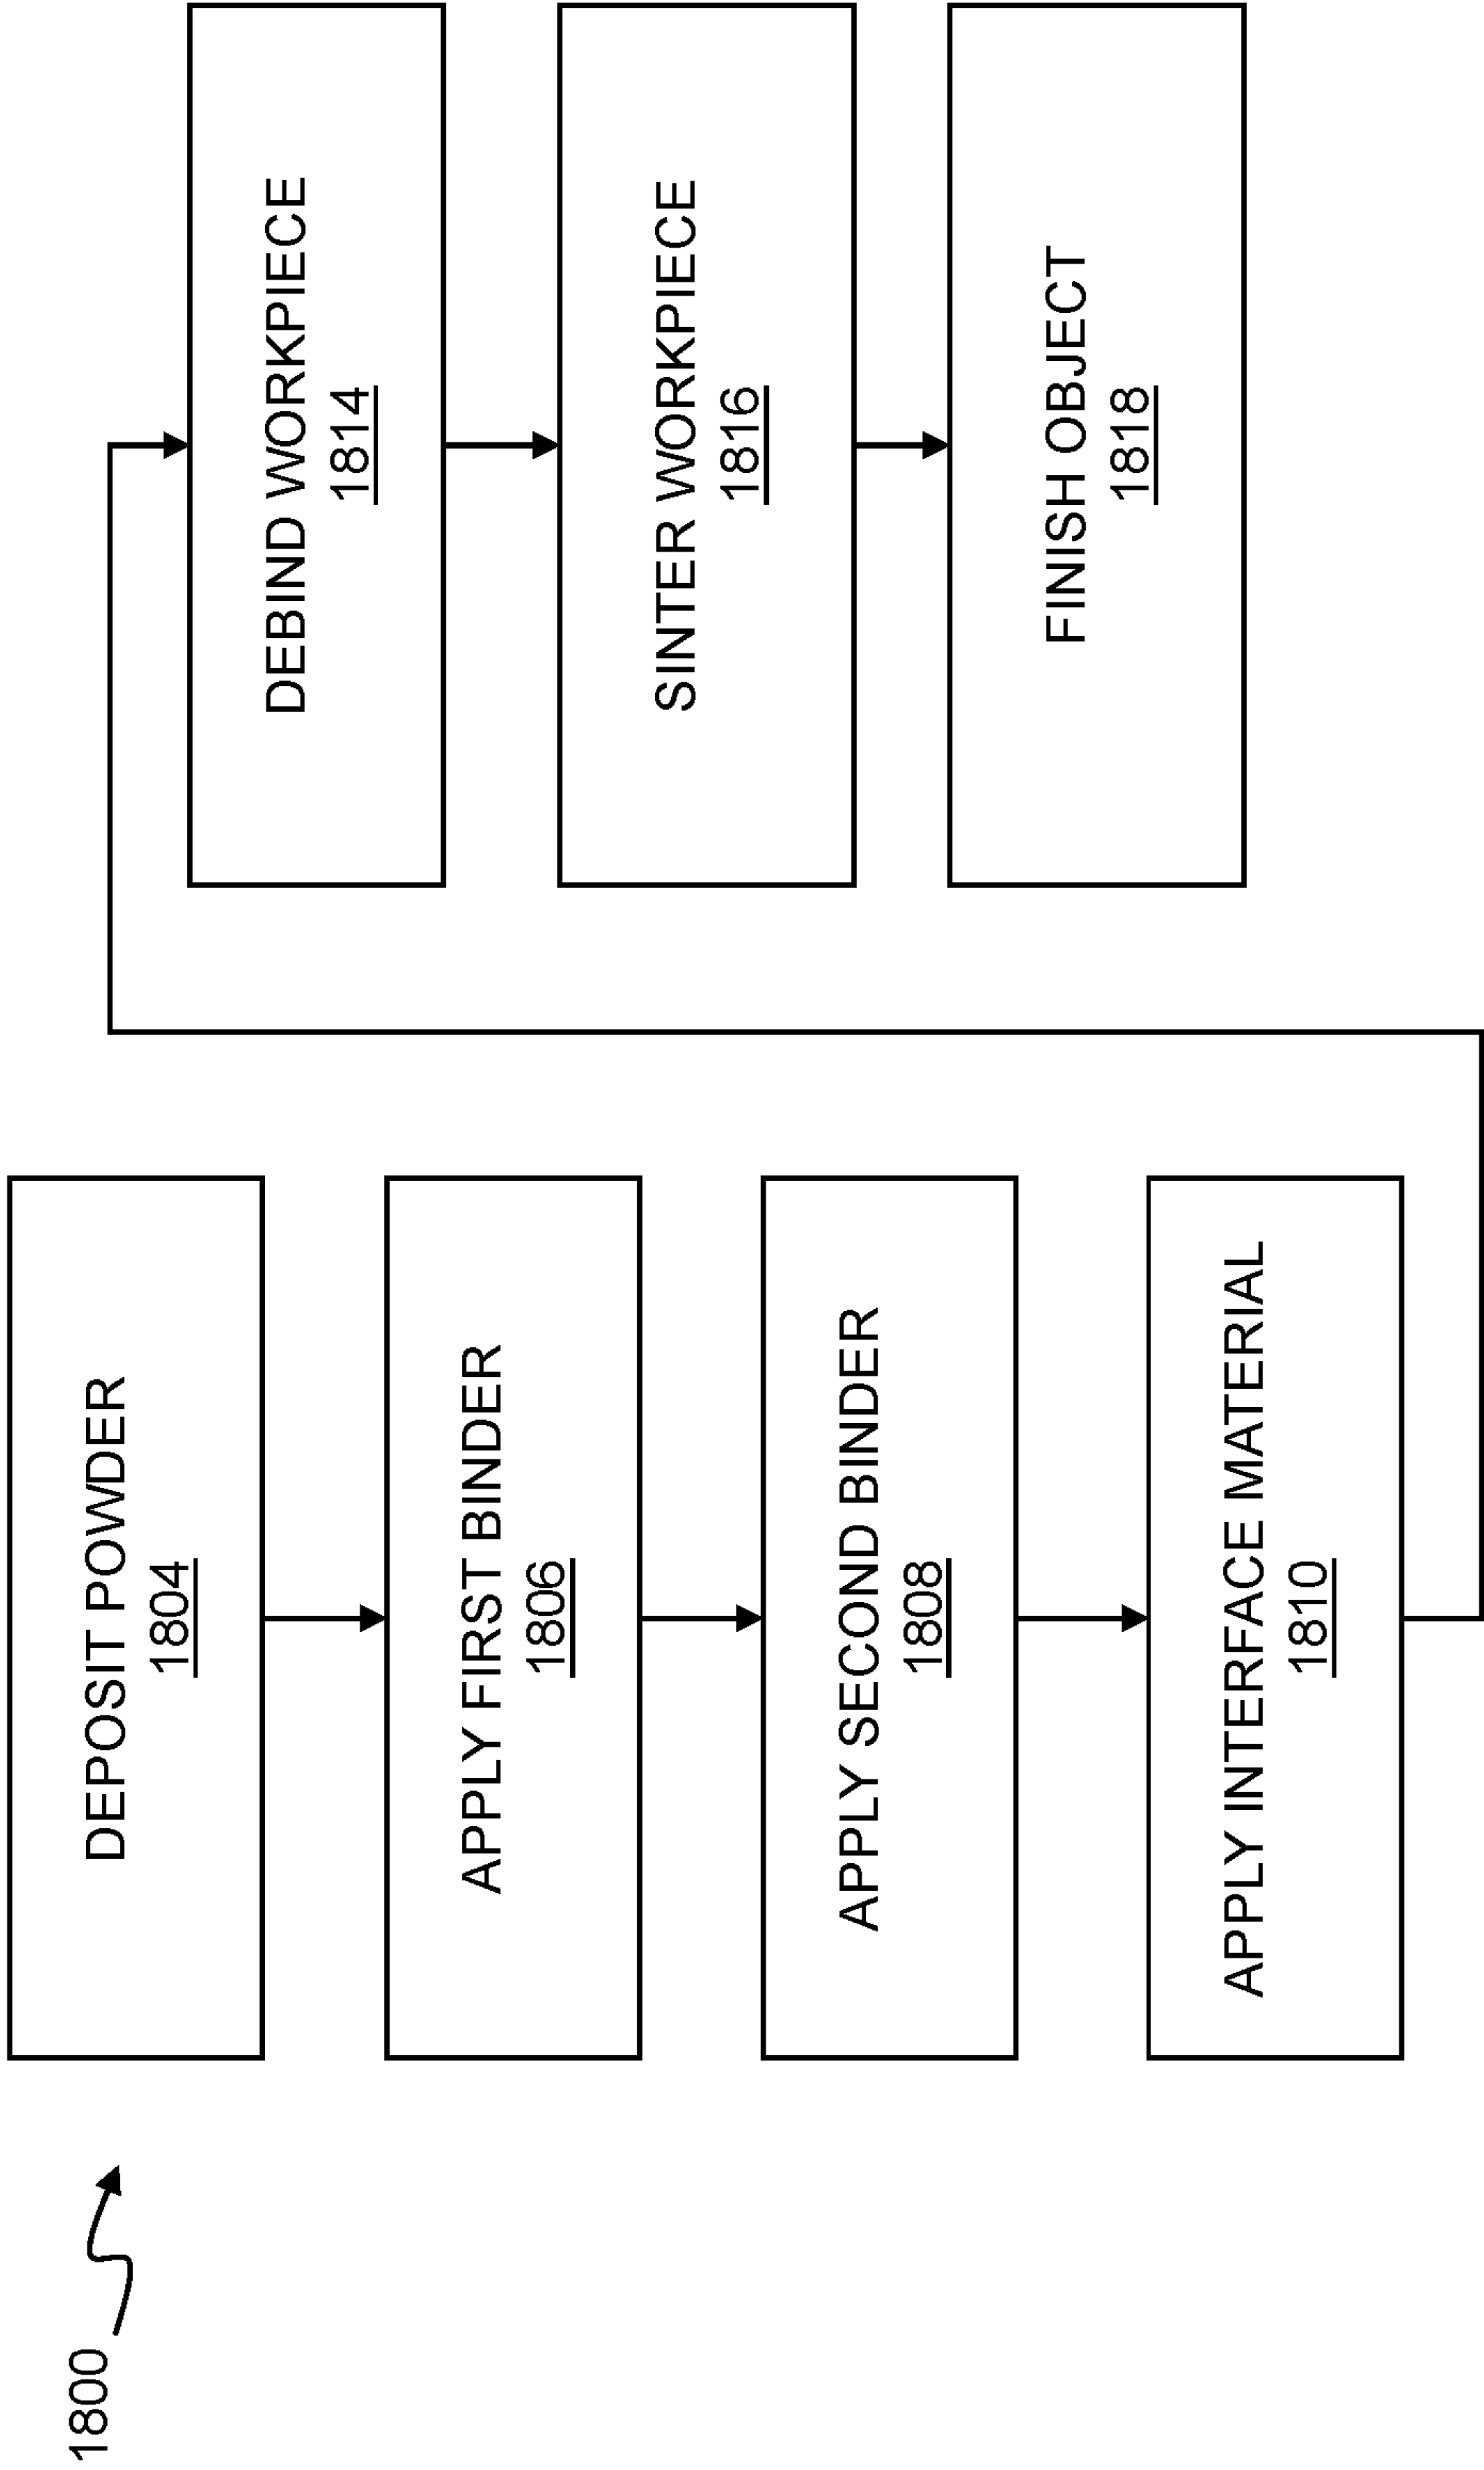 1800
DEPOSIT POWDER
1804
APPLY FIRST BINDER
1806
APPLY SECOND BINDER
1808
APPLY INTERFACE MATERIAL
1810
DEBIND WORKPIECE
1814
SINTER WORKPIECE
1816
FINISH OBJECT
1818